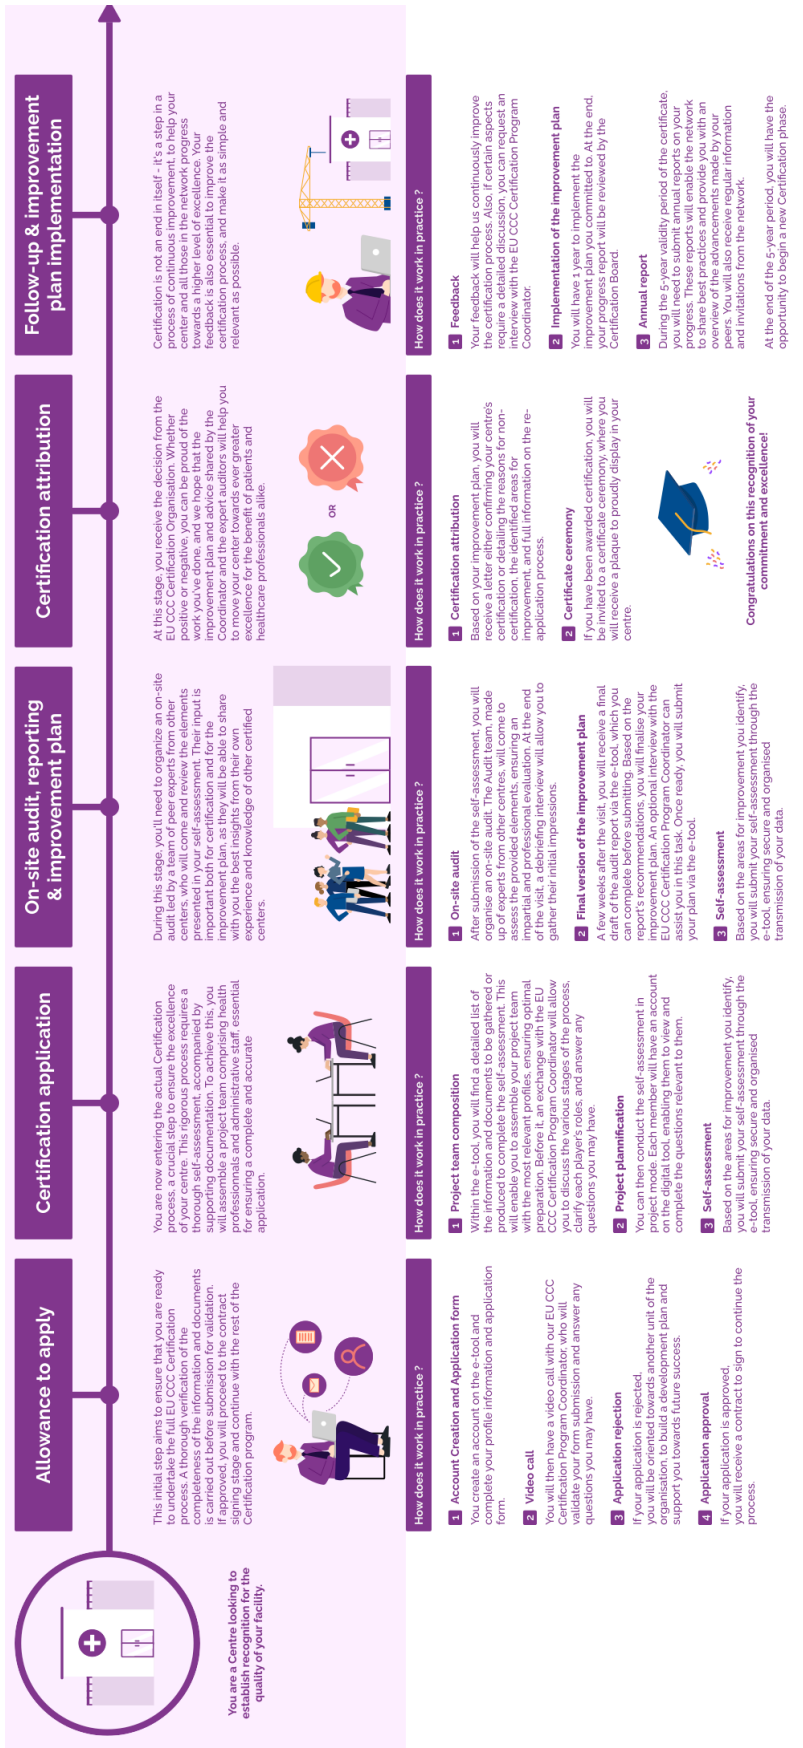 You are a Centre looking to
establish recognition for the
quality of your facility.
Allowance to apply
This initial step aims to ensure that you are ready
to undertake the full EU CCC Certification
process. A thorough verification of the
completeness of the information and documents
is carried out before submission for validation.
If approved, you will proceed to the contract
signing stage and continue with the rest of the
Certification program.
How does it work in practice ?
1 Account Creation and Application form
You create an account on the e-tool and
complete your profile information and application
form.
2 Video call
You will then have a video call with our EU CCC
Certification Program Coordinator, who will
validate your form submission and answer any
questions you may have.
3 Application rejection
If your application is rejected,
you will be oriented towards another unit of the
organisation, to build a development plan and
support you towards future success.
4 Application approval
If your application is approved,
you will receive a contract to sign to continue the
process.
Certification application
You are now entering the actual Certification
process, a crucial step to ensure the excellence
of your centre. This rigorous process requires a
thorough self-assessment, accompanied by
supporting documentation. To achieve this, you
will assemble a project team comprising health
professionals and administrative staff, essential
for ensuring a complete and accurate
application.
How does it work in practice ?
1 Project team composition
Within the e-tool, you will find a detailed list of
the information and documents to be gathered or
produced to complete the self-assessment. This
will enable you to assemble your project team
with the most relevant profiles, ensuring optimal
preparation. Before it, an exchange with the EU
CCC Certification Program Coordinator will allow
you to discuss the various stages of the process,
clarify each player's roles, and answer any
questions you may have.
2 Project plannification
You can then conduct the self-assessment in
project mode. Each member will have an account
on the digital tool, enabling them to view and
complete the questions relevant to them.
3 Self-assessment
Based on the areas for improvement you identify,
you will submit your self-assessment through the
e-tool, ensuring secure and organised
transmission of your data.
On-site audit, reporting
& improvement plan
During this stage, you'll need to organize an on-site
audit led by a team of peer experts from other
centers, who will come and review the elements
presented in your self-assessment. Their input is
important both for certification and for the
improvement plan, as they will be able to share
with you the best insights from their own
experience and knowledge of other certified
centers.
How does it work in practice ?
1 On-site audit
After submission of the self-assessment, you will
organise an on-site audit. The Audit team, made
up of experts from other centres, will come to
assess the provided elements, ensuring an
impartial and professional evaluation. At the end
of the visit, a debriefing interview will allow you to
gather their initial impressions.
2 Final version of the improvement plan
A few weeks after the visit, you will receive a final
draft of the audit report via the e-tool, which you
can complete before submitting. Based on the
report's recommendations, you will finalise your
improvement plan. An optional interview with the
EU CCC Certification Program Coordinator can
assist you in this task. Once ready, you will submit
your plan via the e-tool.
3 Self-assessment
Based on the areas for improvement you identify,
you will submit your self-assessment through the
e-tool, ensuring secure and organised
transmission of your data.
Certification attribution
At this stage, you receive the decision from the
EU CCC Certification Organisation. Whether
positive or negative, you can be proud of the
work you've done, and we hope that the
improvement plan and advice shared by the
Coordinator and the expert auditors will help you
to move your center towards ever greater
excellence for the benefit of patients and
healthcare professionals alike.
OR
How does it work in practice ?
1 Certification attribution
Based on your improvement plan, you will
receive a letter either confirming your centre's
certification or detailing the reasons for non-
certification, the identified areas for
improvement, and full information on the re-
application process.
2 Certificate ceremony
If you have been awarded certification, you will
be invited to a certificate ceremony, where you
will receive a plaque to proudly display in your
centre.
Congratulations on this recognition of your
commitment and excellence!
Follow-up & improvement
plan implementation
Certification is not an end in itself - it's a step in a
process of continuous improvement, to help your
center and all those in the network progress
towards a higher level of excellence. Your
feedback is also essential to improve the
certification process, and make it as simple and
relevant as possible.
How does it work in practice ?
1 Feedback
Your feedback will help us continuously improve
the certification process. Also, if certain aspects
require a detailed discussion, you can request an
interview with the EU CCC Certification Program
Coordinator.
2 Implementation of the improvement plan
You will have 1 year to implement the
improvement plan you committed to. At the end,
your progress report will be reviewed by the
Certification Board.
3 Annual report
During the 5-year validity period of the certificate,
you will need to submit annual reports on your
progress. These reports will enable the network
to share best practices and provide you with an
overview of the advancements made by your
peers. You will also receive regular information
and invitations from the network.
At the end of the 5-year period, you will have the
opportunity to begin a new Certification phase.